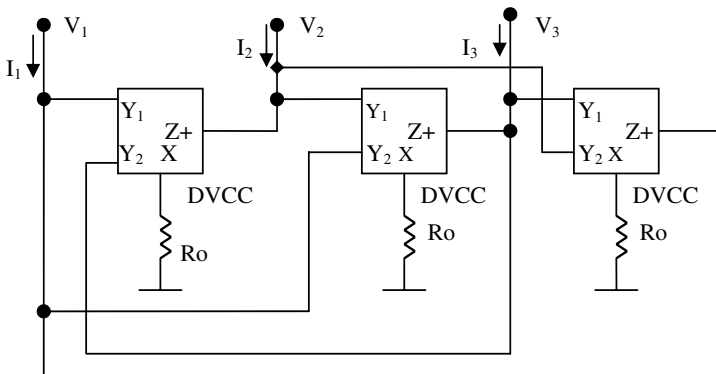 V₁ V₂ V₃
I₁ I₂ I₃
Y₁ Y₁ Y₁
Z+ Z+ Z+
Y₂ X Y₂ X Y₂ X
DVCC DVCC DVCC
Ro Ro Ro